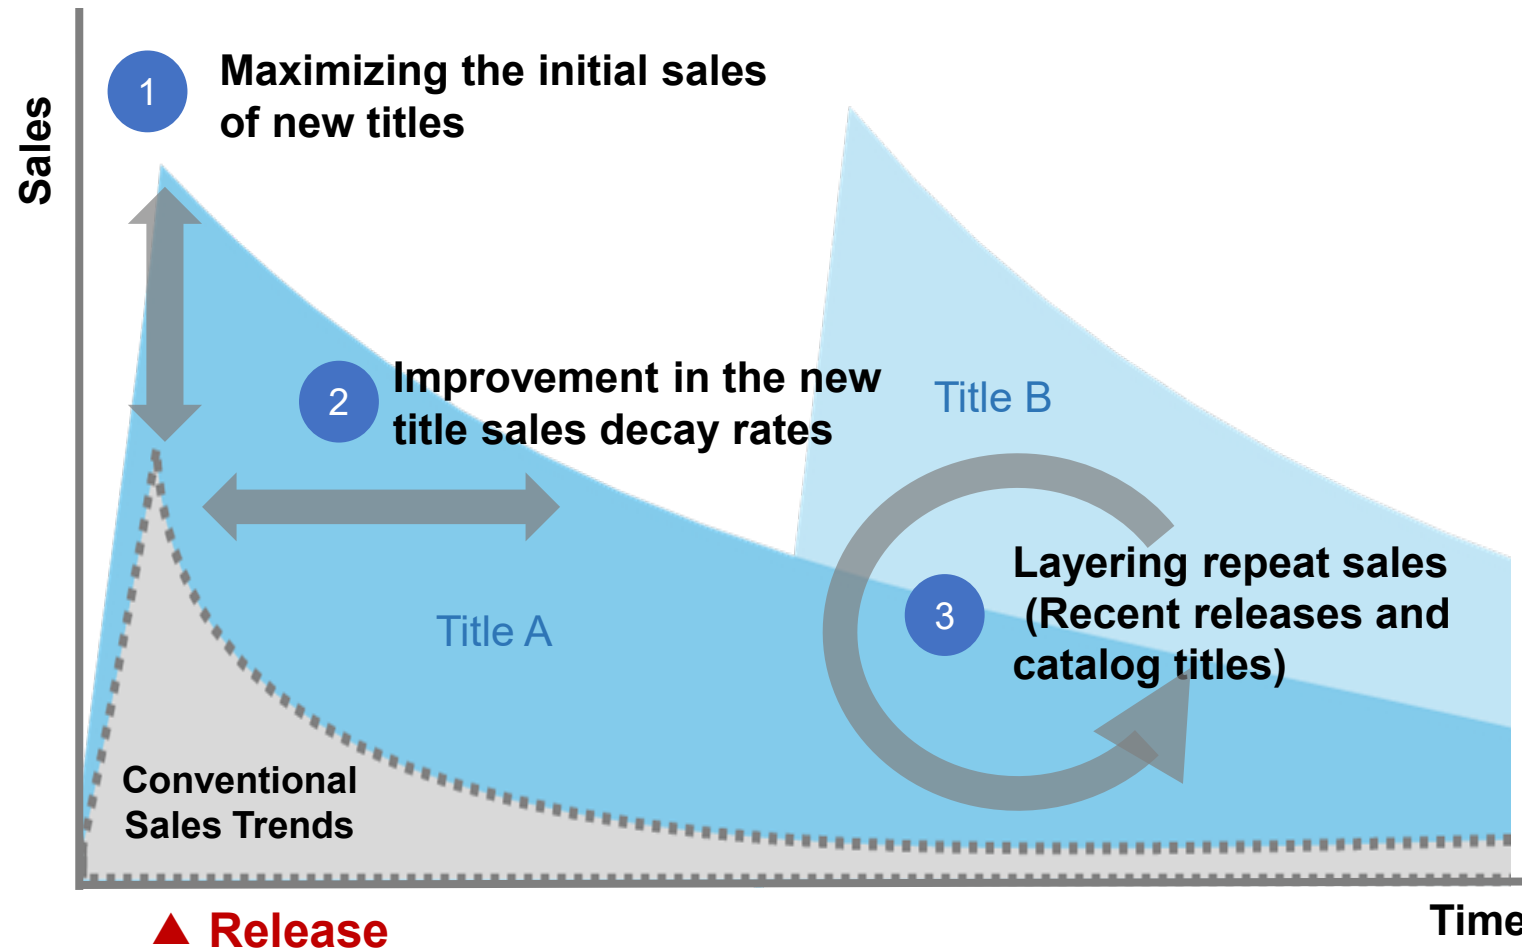 Sales
1
Maximizing the initial sales
of new titles
2
Improvement in the new
title sales decay rates
Title B
3
Layering repeat sales
(Recent releases and
catalog titles)
Title A
Conventional
Sales Trends
▲ Release
Time